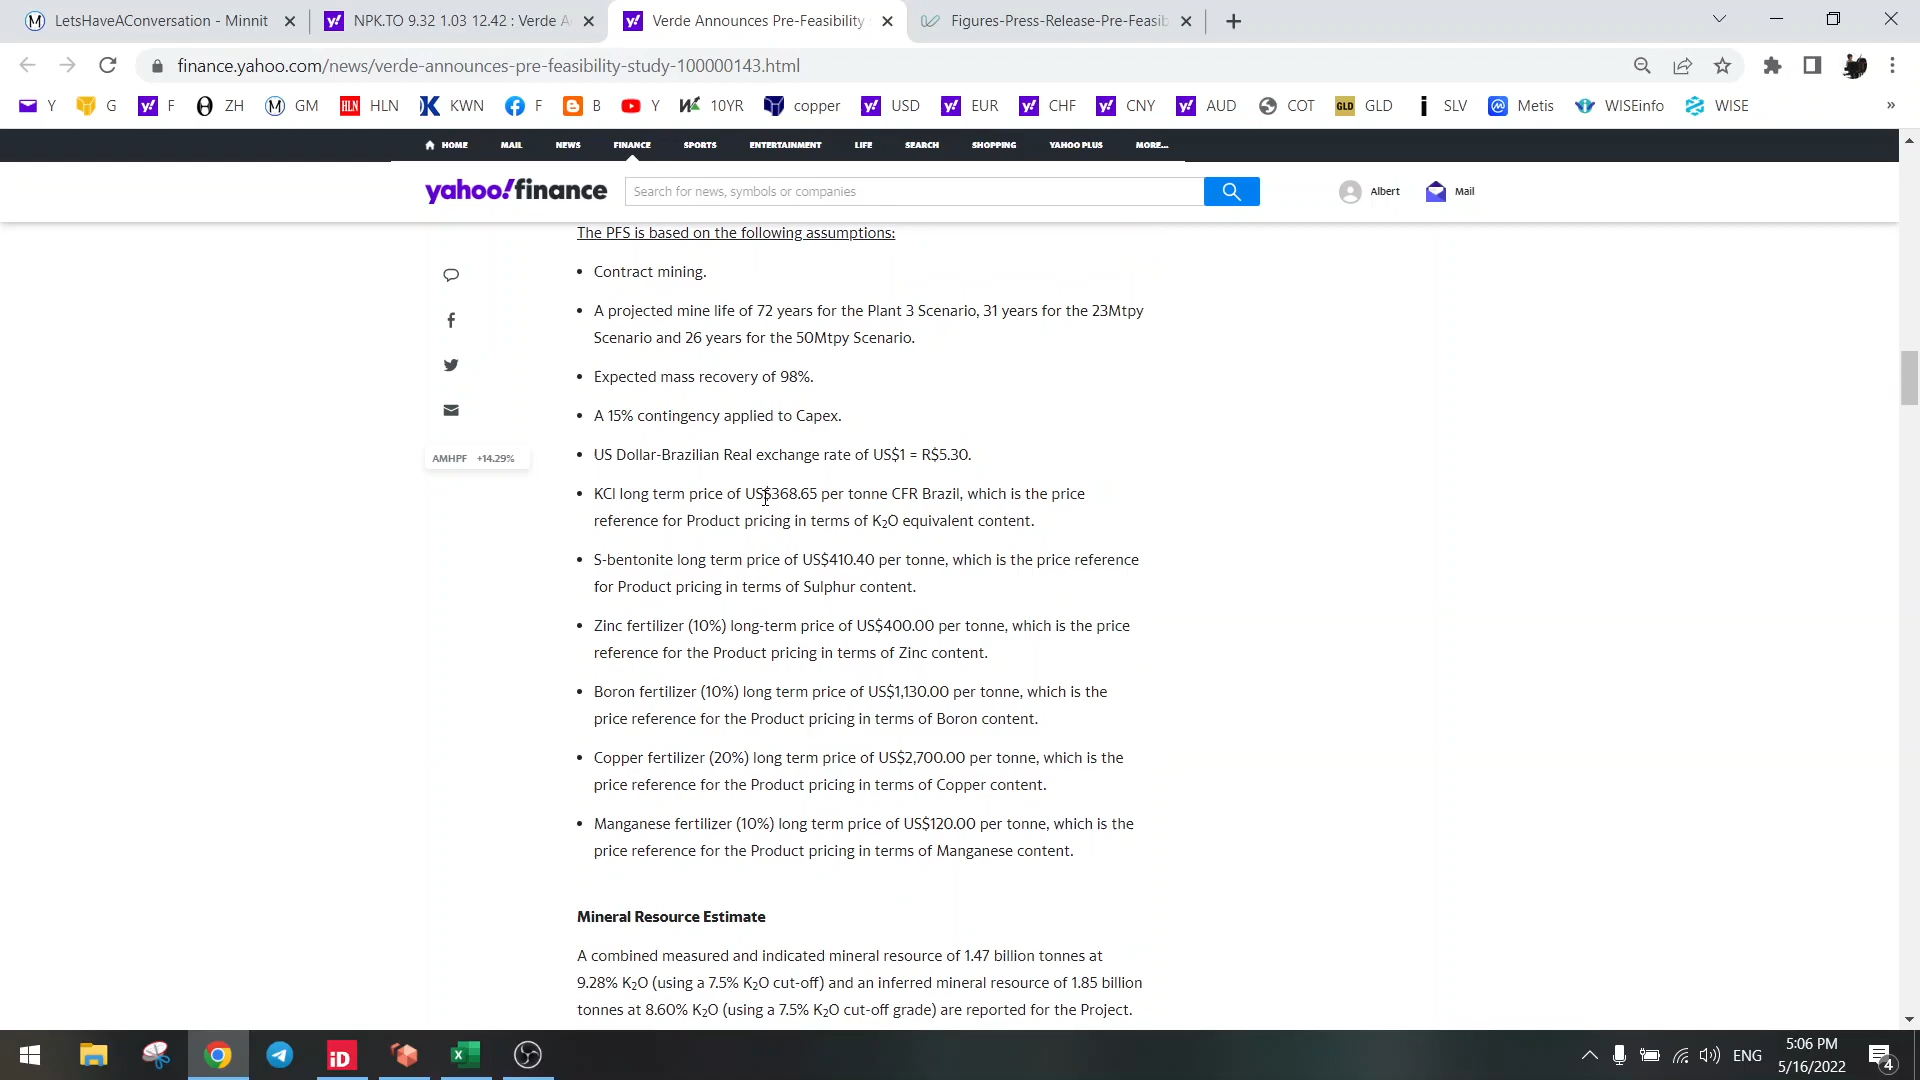 LetsHaveAConversation - Minnit
NPK.TO 9.32 1.03 12.42 : Verde A
Verde Announces Pre-Feasibility
Figures-Press-Release-Pre-Feasib
finance.yahoo.com/news/verde-announces-pre-feasibility-study-100000143.html
Y G F ZH GM HLN HLN KWN F B Y 10YR copper USD EUR CHF CNY AUD COT GLD GLD SLV Metis WISEinfo WISE »
HOME MAIL NEWS FINANCE SPORTS ENTERTAINMENT LIFE SEARCH SHOPPING YAHOO PLUS MORE...
yahoo!finance
Search for news, symbols or companies
Albert
Mail
The PFS is based on the following assumptions:
• Contract mining.
• A projected mine life of 72 years for the Plant 3 Scenario, 31 years for the 23Mtpy
Scenario and 26 years for the 50Mtpy Scenario.
• Expected mass recovery of 98%.
• A 15% contingency applied to Capex.
AMHPF +14.29%
• US Dollar-Brazilian Real exchange rate of US$1 = R$5.30.
• KCl long term price of US$368.65 per tonne CFR Brazil, which is the price
reference for Product pricing in terms of K₂O equivalent content.
• S-bentonite long term price of US$410.40 per tonne, which is the price reference
for Product pricing in terms of Sulphur content.
• Zinc fertilizer (10%) long-term price of US$400.00 per tonne, which is the price
reference for the Product pricing in terms of Zinc content.
• Boron fertilizer (10%) long term price of US$1,130.00 per tonne, which is the
price reference for the Product pricing in terms of Boron content.
• Copper fertilizer (20%) long term price of US$2,700.00 per tonne, which is the
price reference for the Product pricing in terms of Copper content.
• Manganese fertilizer (10%) long term price of US$120.00 per tonne, which is the
price reference for the Product pricing in terms of Manganese content.
Mineral Resource Estimate
A combined measured and indicated mineral resource of 1.47 billion tonnes at
9.28% K₂O (using a 7.5% K₂O cut-off) and an inferred mineral resource of 1.85 billion
tonnes at 8.60% K₂O (using a 7.5% K₂O cut-off grade) are reported for the Project.
iD
ENG
5:06 PM
5/16/2022
4